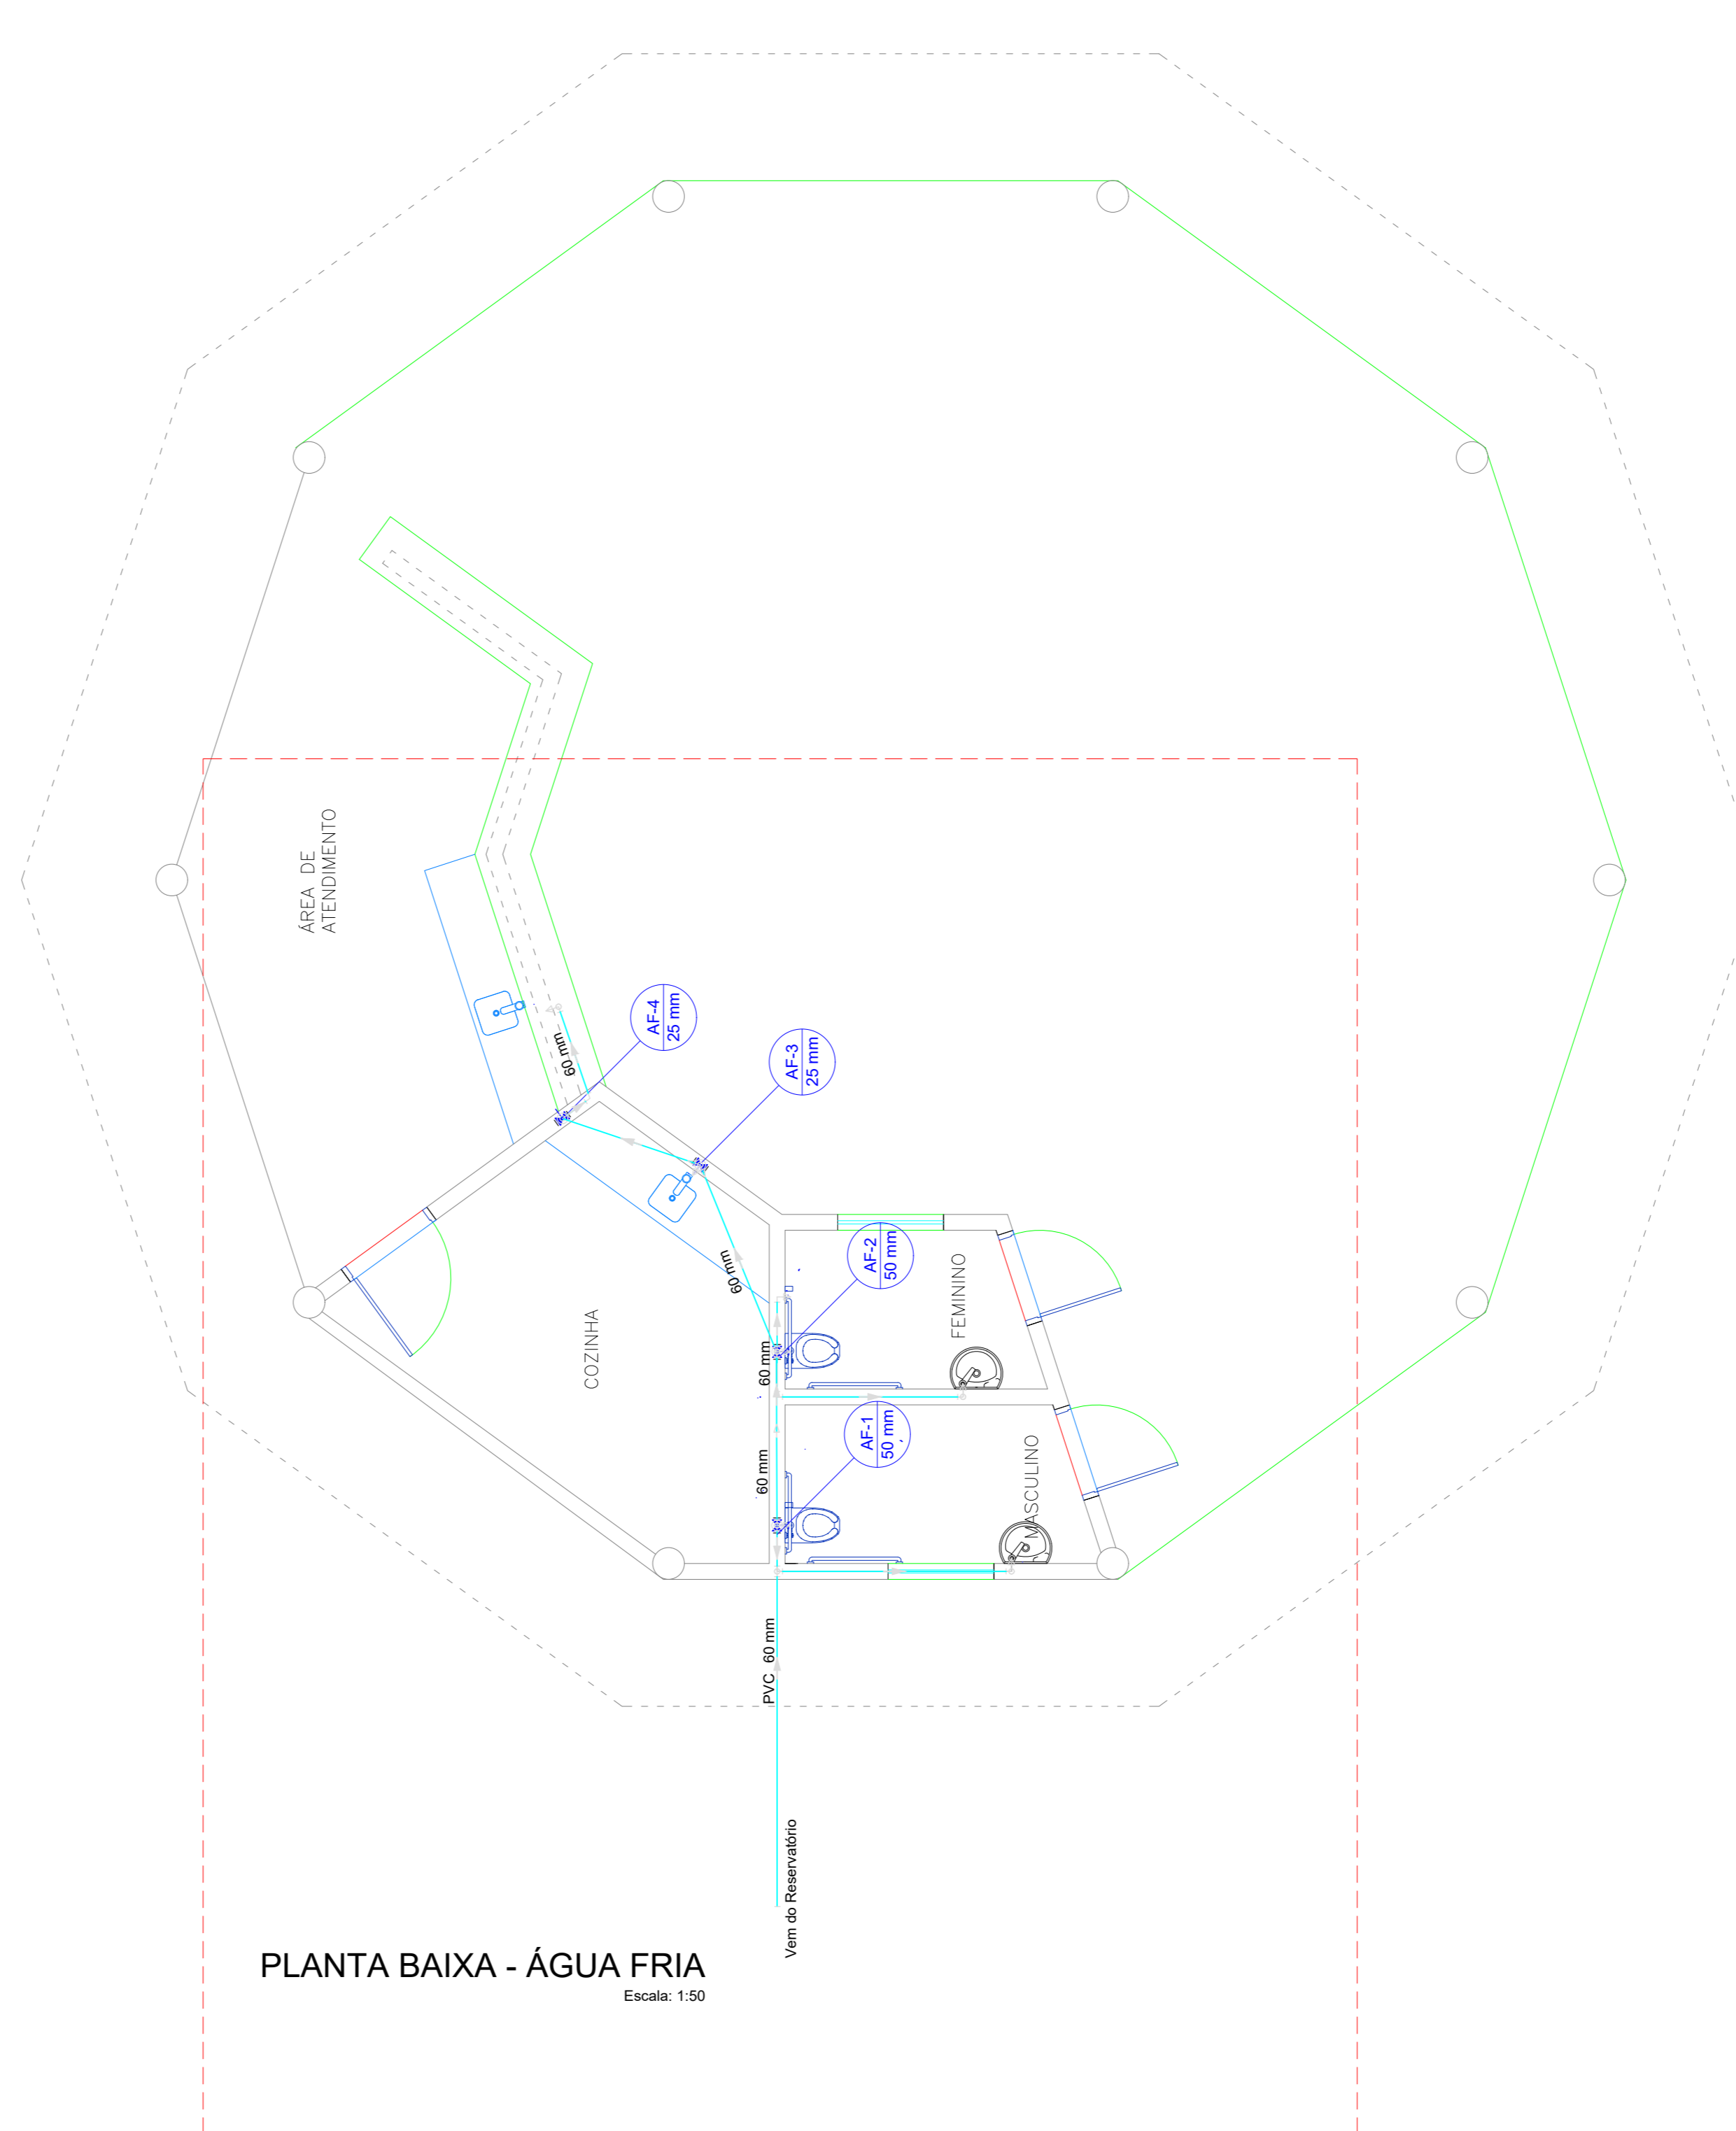 ÁREA DE
ATENDIMENTO
AF-4
25 mm
AF-3
25 mm
60 mm
60 mm
AF-2
50 mm
FEMININO
COZINHA
60 mm
AF-1
50 mm
60 mm
MASCULINO
PVC 60 mm
Vem do Reservatório
PLANTA BAIXA - ÁGUA FRIA
Escala: 1:50